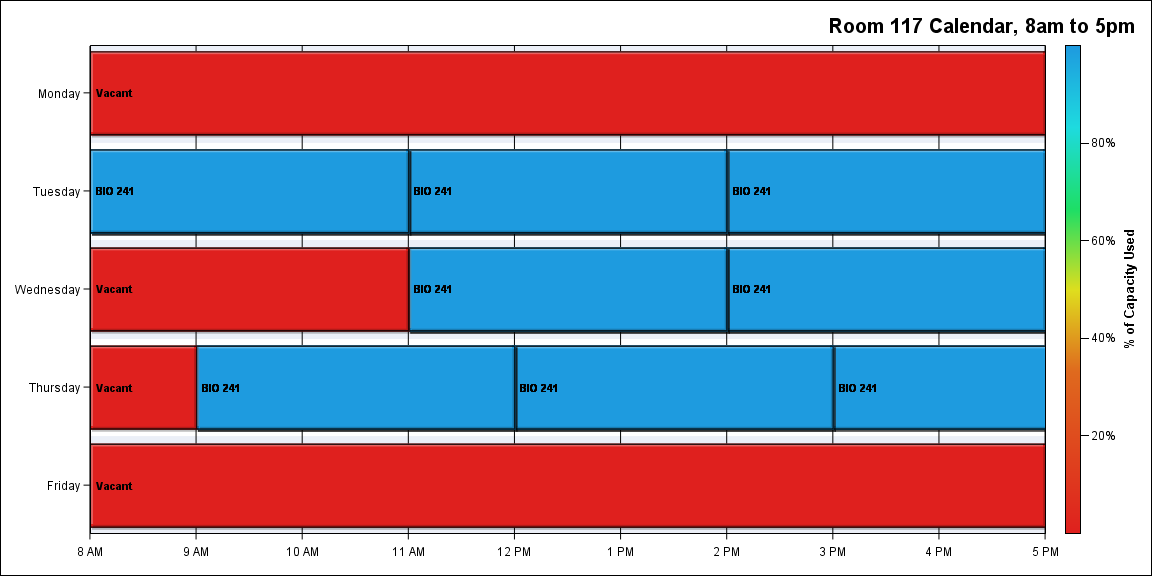 Room 117 Calendar, 8am to 5pm
Monday
Vacant
Tuesday
BIO 241
BIO 241
BIO 241
Wednesday
Vacant
BIO 241
BIO 241
Thursday
Vacant
BIO 241
BIO 241
BIO 241
Friday
Vacant
8 AM
9 AM
10 AM
11 AM
12 PM
1 PM
2 PM
3 PM
4 PM
5 PM
80%
60%
40%
20%
% of Capacity Used